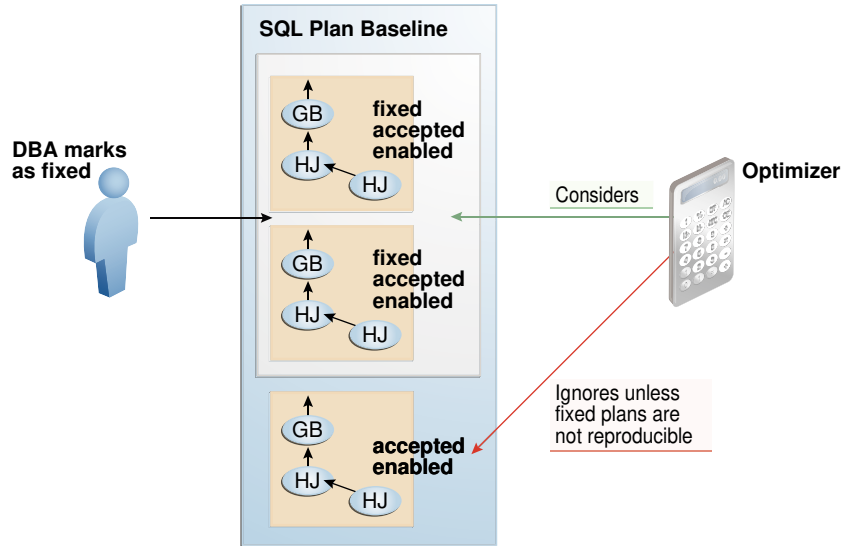 SQL Plan Baseline
GB
HJ
HJ
fixed
accepted
enabled
DBA marks
as fixed
Considers
Optimizer
GB
HJ
HJ
fixed
accepted
enabled
GB
HJ
HJ
accepted
enabled
Ignores unless
fixed plans are
not reproducible